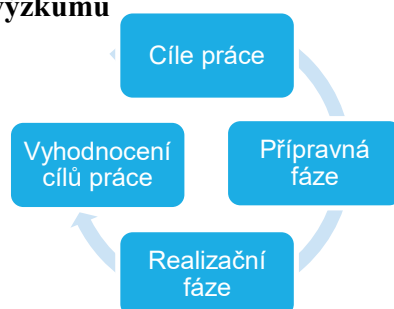 výzkumu
Cíle práce
Přípravná
fáze
Realizační
fáze
Vyhodnocení
cílů práce